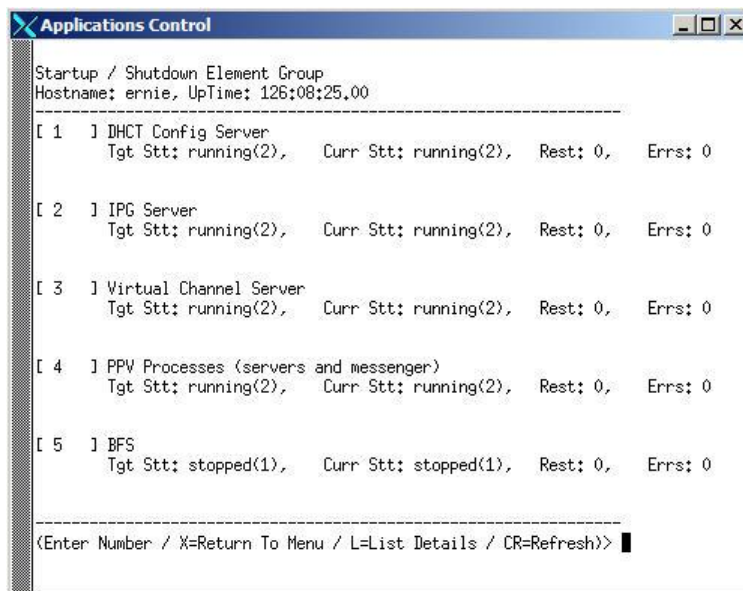 Applications Control
Startup / Shutdown Element Group
Hostname: ernie, UpTime: 126:08:25.00
-----------------------------------------------------------------
[ 1   ] DHCT Config Server
Tgt Stt: running(2),    Curr Stt: running(2),   Rest: 0,    Errs: 0
[ 2   ] IPG Server
Tgt Stt: running(2),    Curr Stt: running(2),   Rest: 0,    Errs: 0
[ 3   ] Virtual Channel Server
Tgt Stt: running(2),    Curr Stt: running(2),   Rest: 0,    Errs: 0
[ 4   ] PPV Processes (servers and messenger)
Tgt Stt: running(2),    Curr Stt: running(2),   Rest: 0,    Errs: 0
[ 5   ] BFS
Tgt Stt: stopped(1),    Curr Stt: stopped(1),   Rest: 0,    Errs: 0
-----------------------------------------------------------------
(Enter Number / X=Return To Menu / L=List Details / CR=Refresh)>